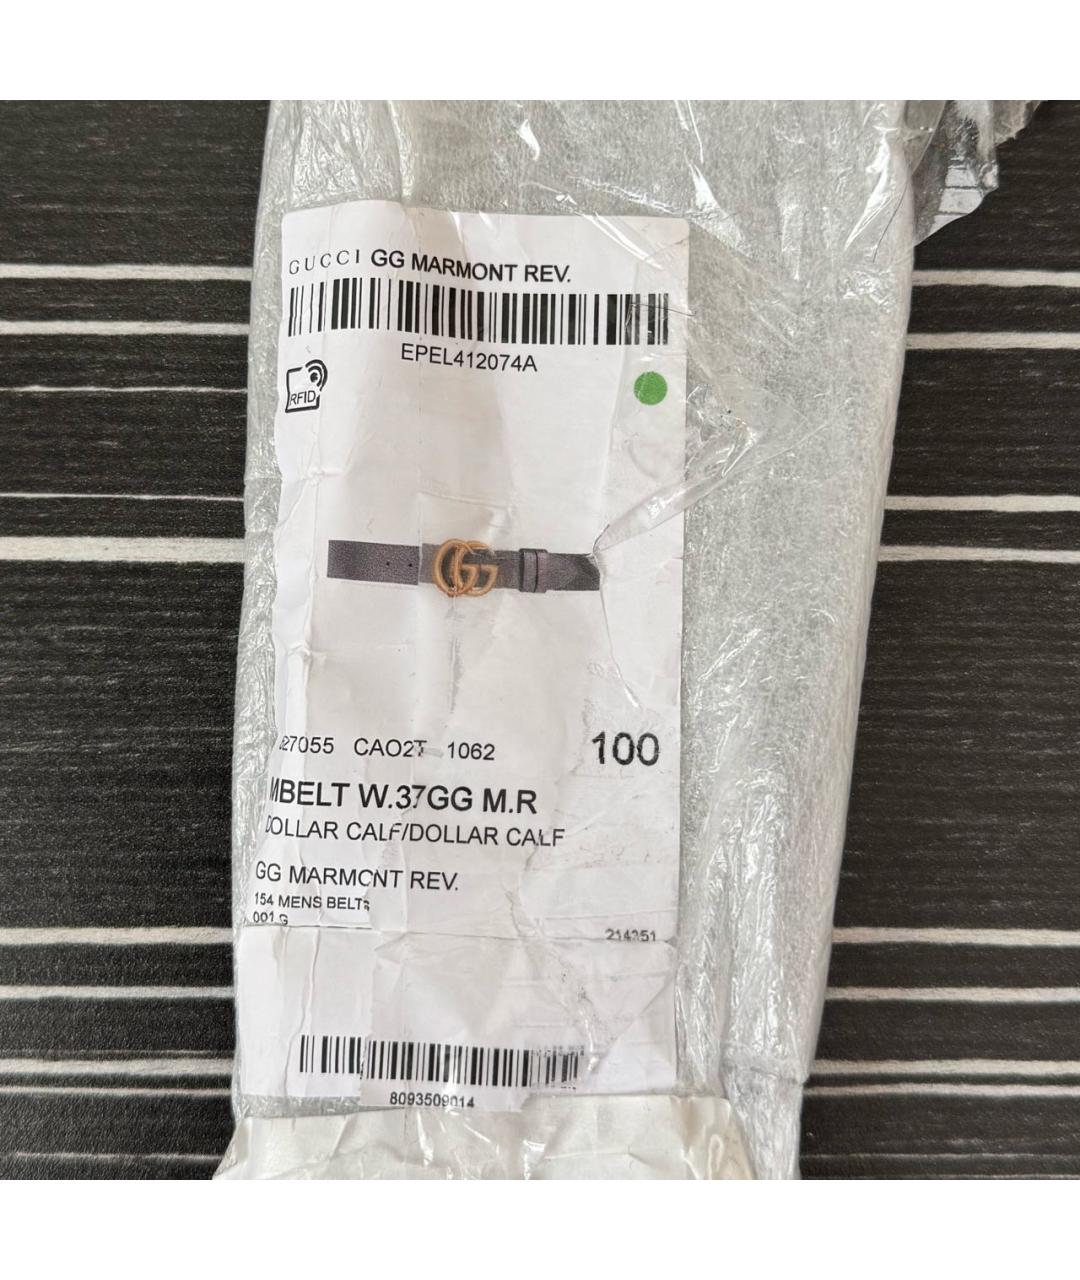 GUCCI GG MARMONT REV.
EPEL412074A
RFID
GG
27055 CAO2T 1062
100
MBELT W.37GG M.R
DOLLAR CALF/DOLLAR CALF
GG MARMONT REV.
154 MENS BELTS
001 G
214351
8093509014